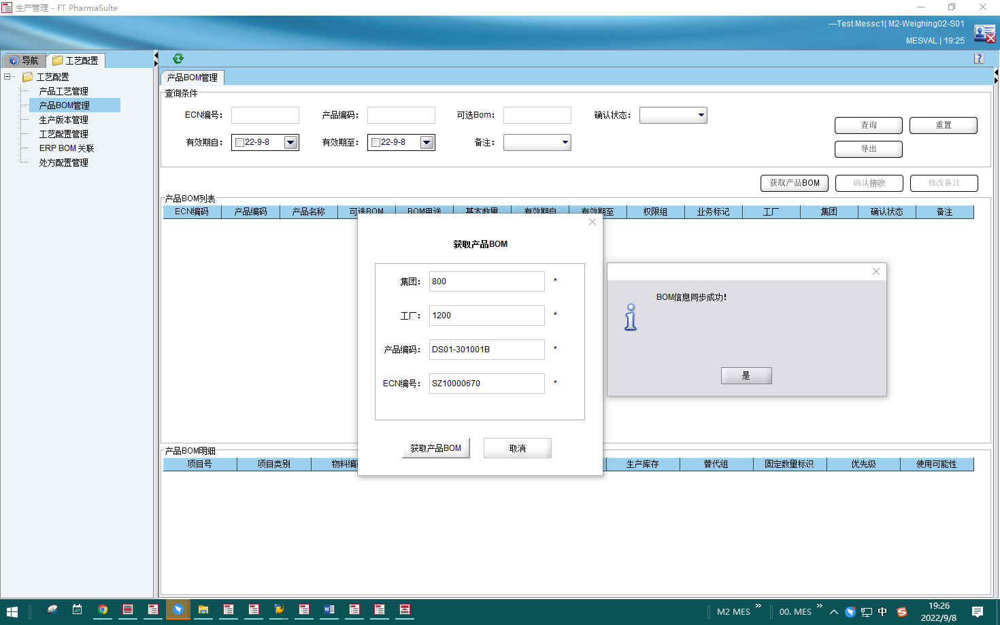 生产管理 - FT PharmaSuite
---Test.Messc1| M2-Weighing02-S01
MESVAL | 19:25
导航
工艺配置
工艺配置
产品工艺管理
产品BOM管理
生产版本管理
工艺配置管理
ERP BOM 关联
处方配置管理
产品BOM管理
查询条件
ECN编号：
产品编码：
可选Bom：
确认状态：
有效期自：
22-9-8
有效期至：
22-9-8
备注：
查询
重置
导出
获取产品BOM
确认接收
修改备注
产品BOM列表
ECN编码
产品编码
产品名称
可选BOM
BOM用途
基本数量
有效期自
有效期至
权限组
业务标记
工厂
集团
确认状态
备注
获取产品BOM
集团：
800
*
工厂：
1200
*
产品编码：
DS01-301001B
*
ECN编号：
SZ10000670
*
获取产品BOM
取消
BOM信息同步成功！
是
产品BOM明细
项目号
项目类别
物料编
生产库存
替代组
固定数量标识
优先级
使用可能性
M2 MES
00. MES
中
19:26
2022/9/8